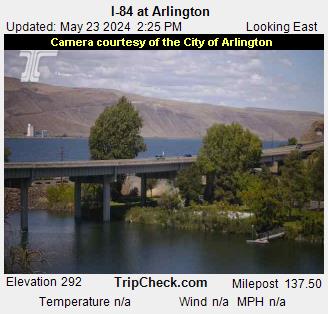 I-84 at Arlington
Updated: May 23 2024 2:25 PM Looking East
Camera courtesy of the City of Arlington
Elevation 292 TripCheck.com Milepost 137.50
Temperature n/a Wind n/a MPH n/a